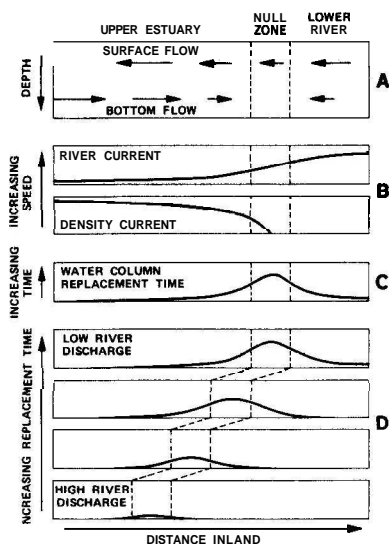 UPPER ESTUARY
NULL ZONE
LOWER RIVER
SURFACE FLOW
DEPTH
BOTTOM FLOW
A
RIVER CURRENT
INCREASING SPEED
DENSITY CURRENT
B
INCREASING TIME
WATER COLUMN
REPLACEMENT TIME
C
LOW RIVER
DISCHARGE
NCREASING REPLACEMENT TIME
D
HIGH RIVER
DISCHARGE
DISTANCE INLAND